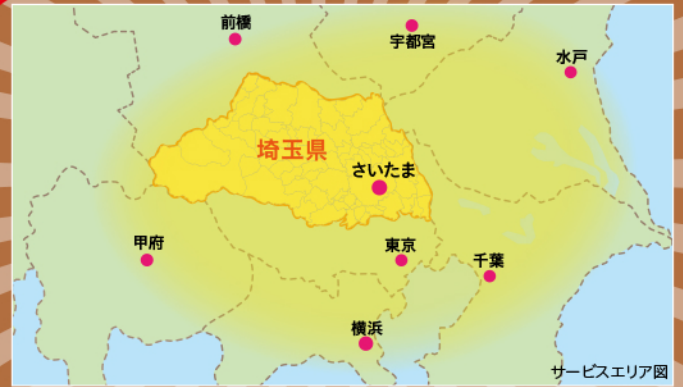 前橋
宇都宮
水戸
埼玉県
さいたま
甲府
東京
千葉
横浜
サービスエリア図